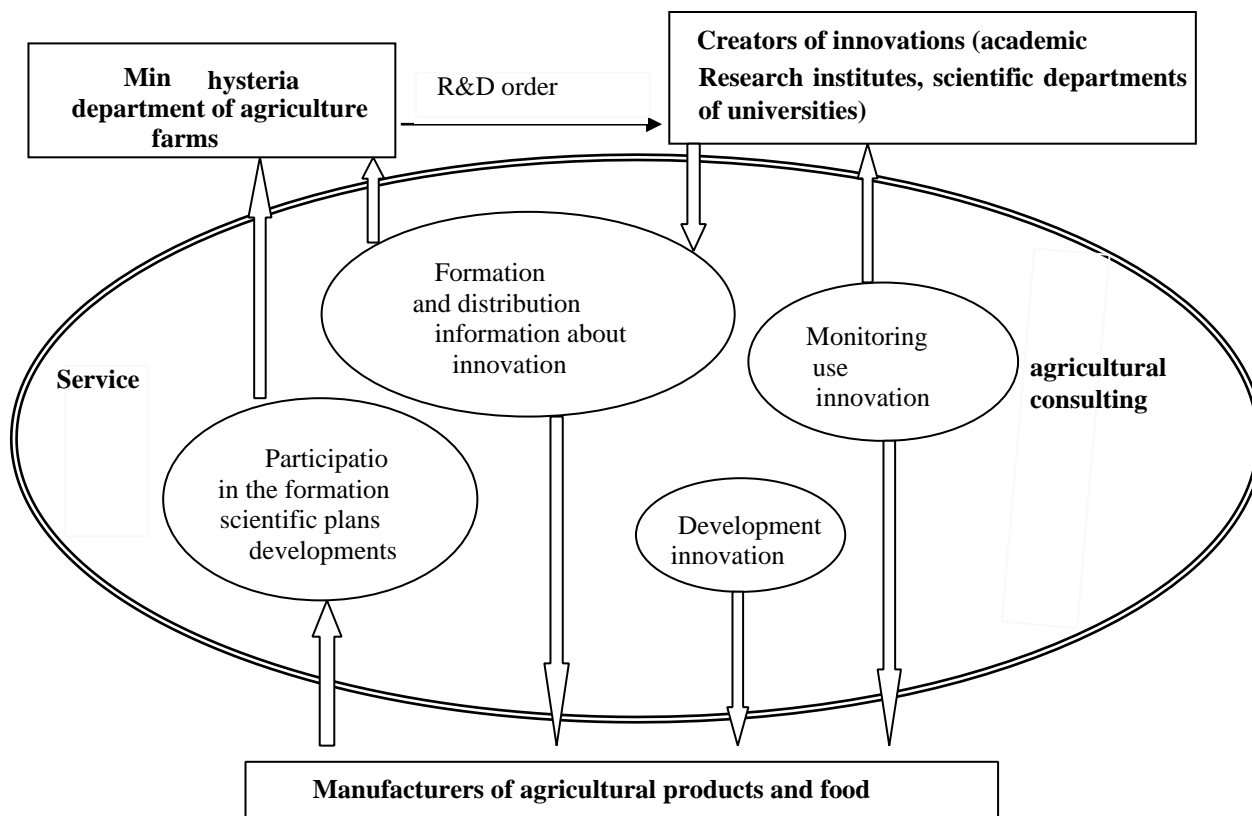 Min hysteria
department of agriculture
farms
R&D order
Creators of innovations (academic
Research institutes, scientific departments
of universities)
Formation
and distribution
information about
innovation
Monitoring
use
innovation
Service
agricultural
consulting
Participatio
in the formation
scientific plans
developments
Development
innovation
Manufacturers of agricultural products and food